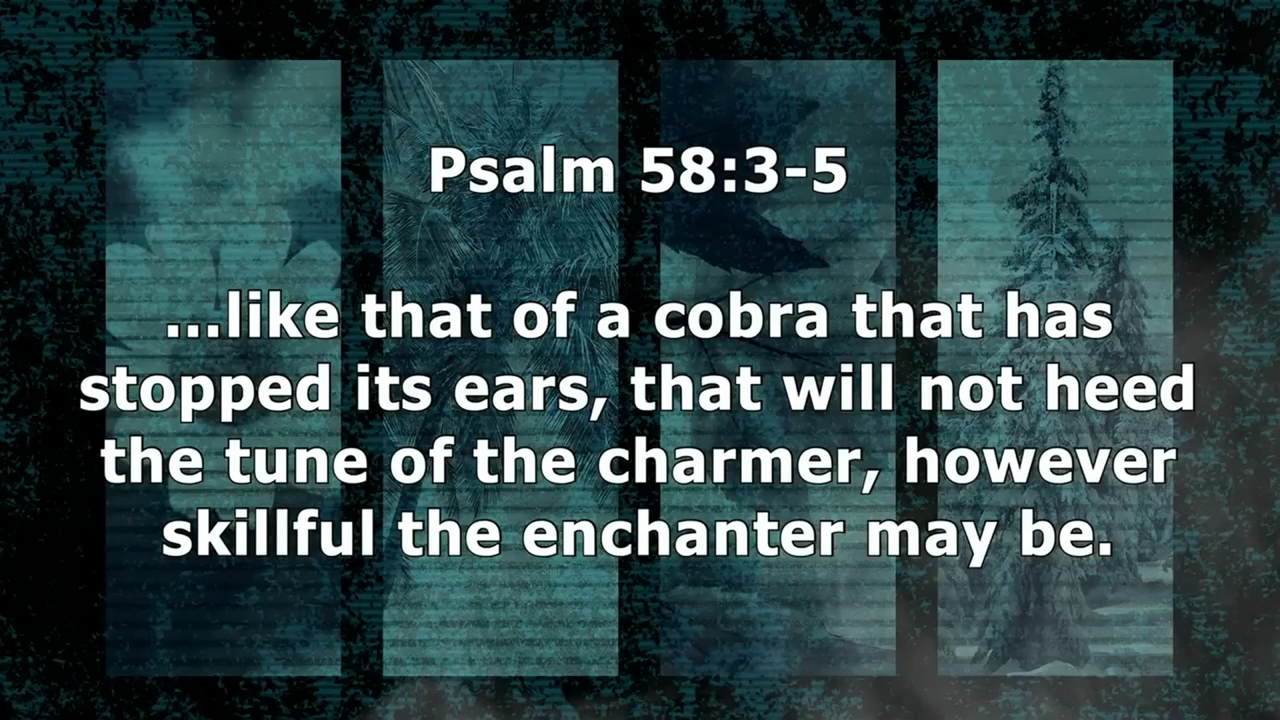 Psalm 58:3-5
...like that of a cobra that has
stopped its ears, that will not heed
the tune of the charmer, however
skillful the enchanter may be.